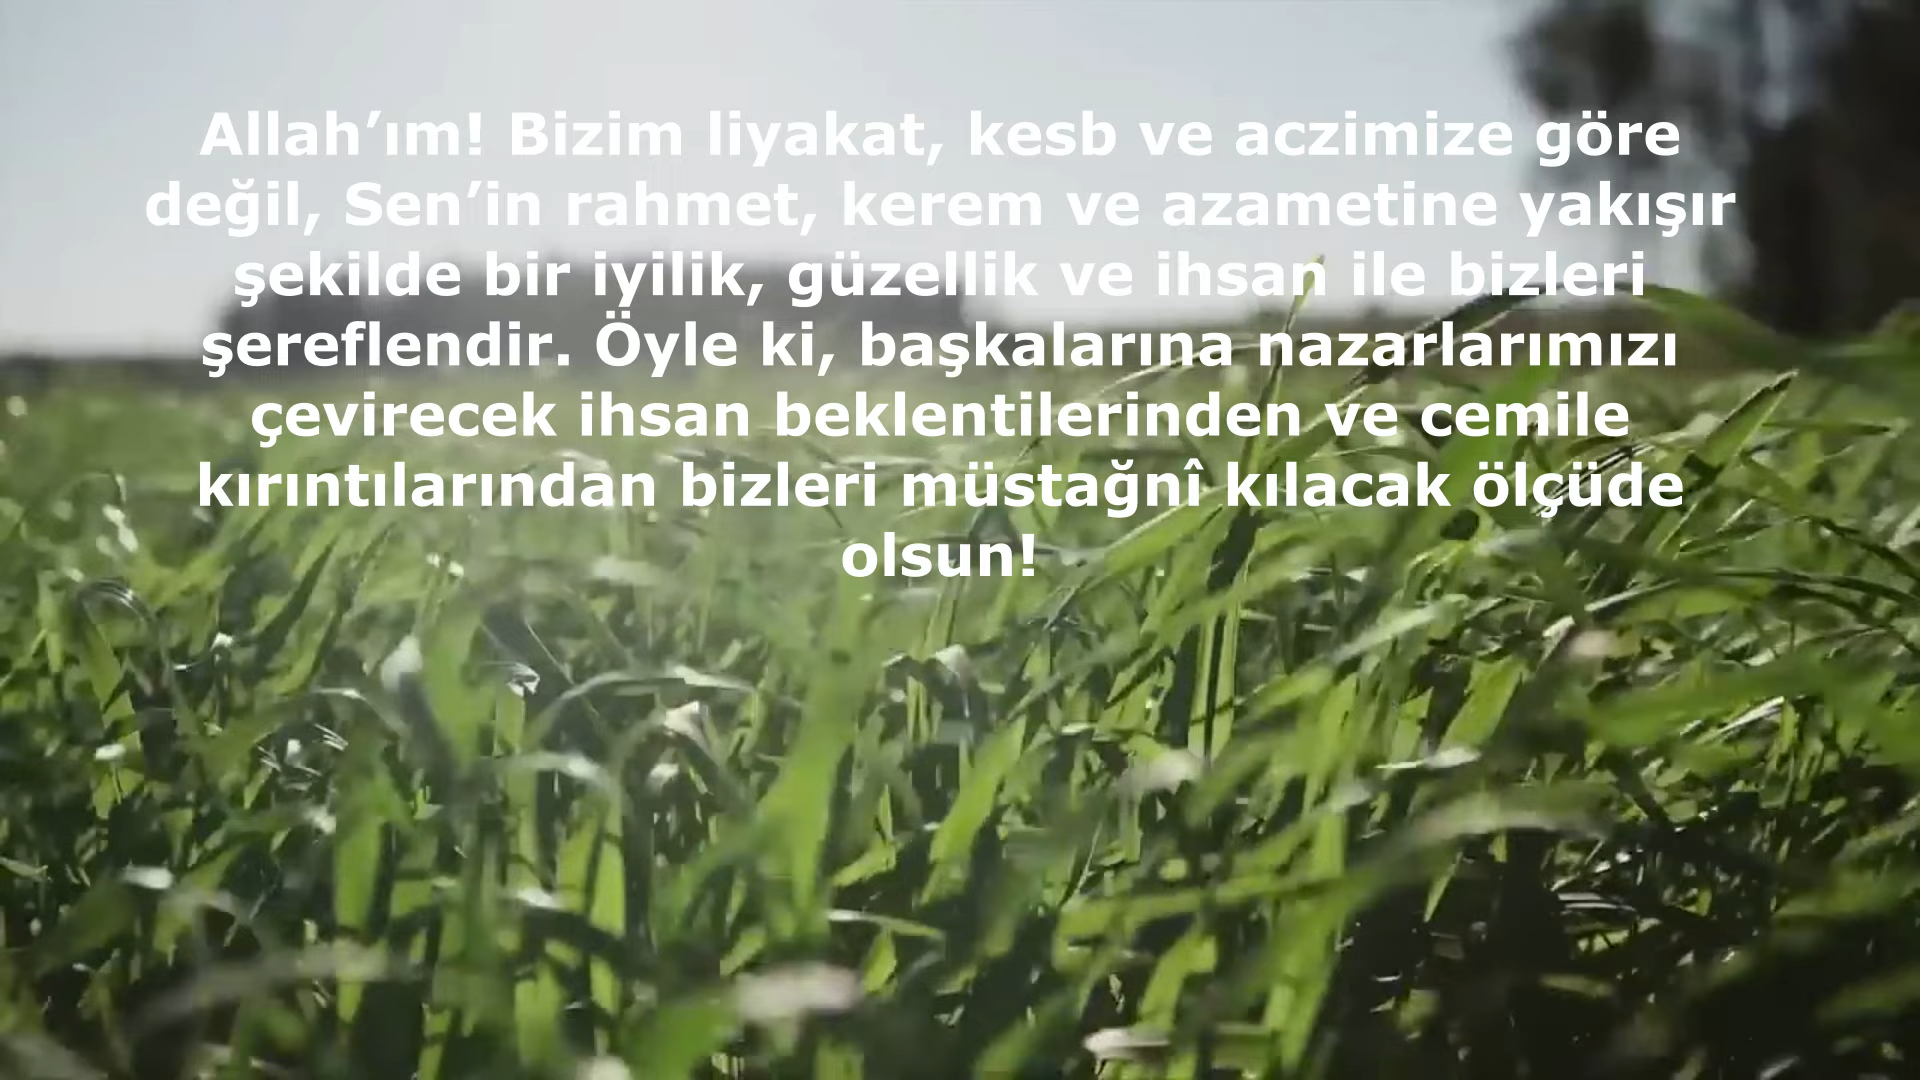 Allah’ım! Bizim liyakat, kesb ve aczimize göre
değil, Sen’in rahmet, kerem ve azametine yakışır
şekilde bir iyilik, güzellik ve ihsan ile bizleri
şereflendir. Öyle ki, başkalarına nazarlarımızı
çevirecek ihsan beklentilerinden ve cemile
kırıntılarından bizleri müstağnî kılacak ölçüde
olsun!